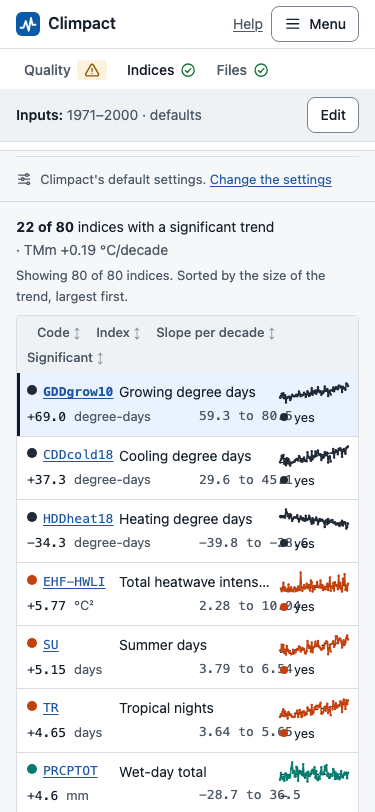 Climpact
Help
Menu
Quality
Indices
Files
Inputs: 1971–2000 · defaults
Edit
Climpact's default settings. Change the settings
22 of 80 indices with a significant trend
· TMm +0.19 °C/decade
Showing 80 of 80 indices. Sorted by the size of the
trend, largest first.
Code Index Slope per decade
Significant
GDDgrow10 Growing degree days
+69.0 degree-days 59.3 to 80.5 yes
CDDcold18 Cooling degree days
+37.3 degree-days 29.6 to 45.1 yes
HDDheat18 Heating degree days
−34.3 degree-days −39.8 to yes
EHF–HWLI Total heatwave intens…
+5.77 °C² 2.28 to yes
SU Summer days
+5.15 days 3.79 to 6.54 yes
TR Tropical nights
+4.65 days 3.64 to 5.65 yes
PRCPTOT Wet-day total
+4.6 mm −28.7 to 36.5